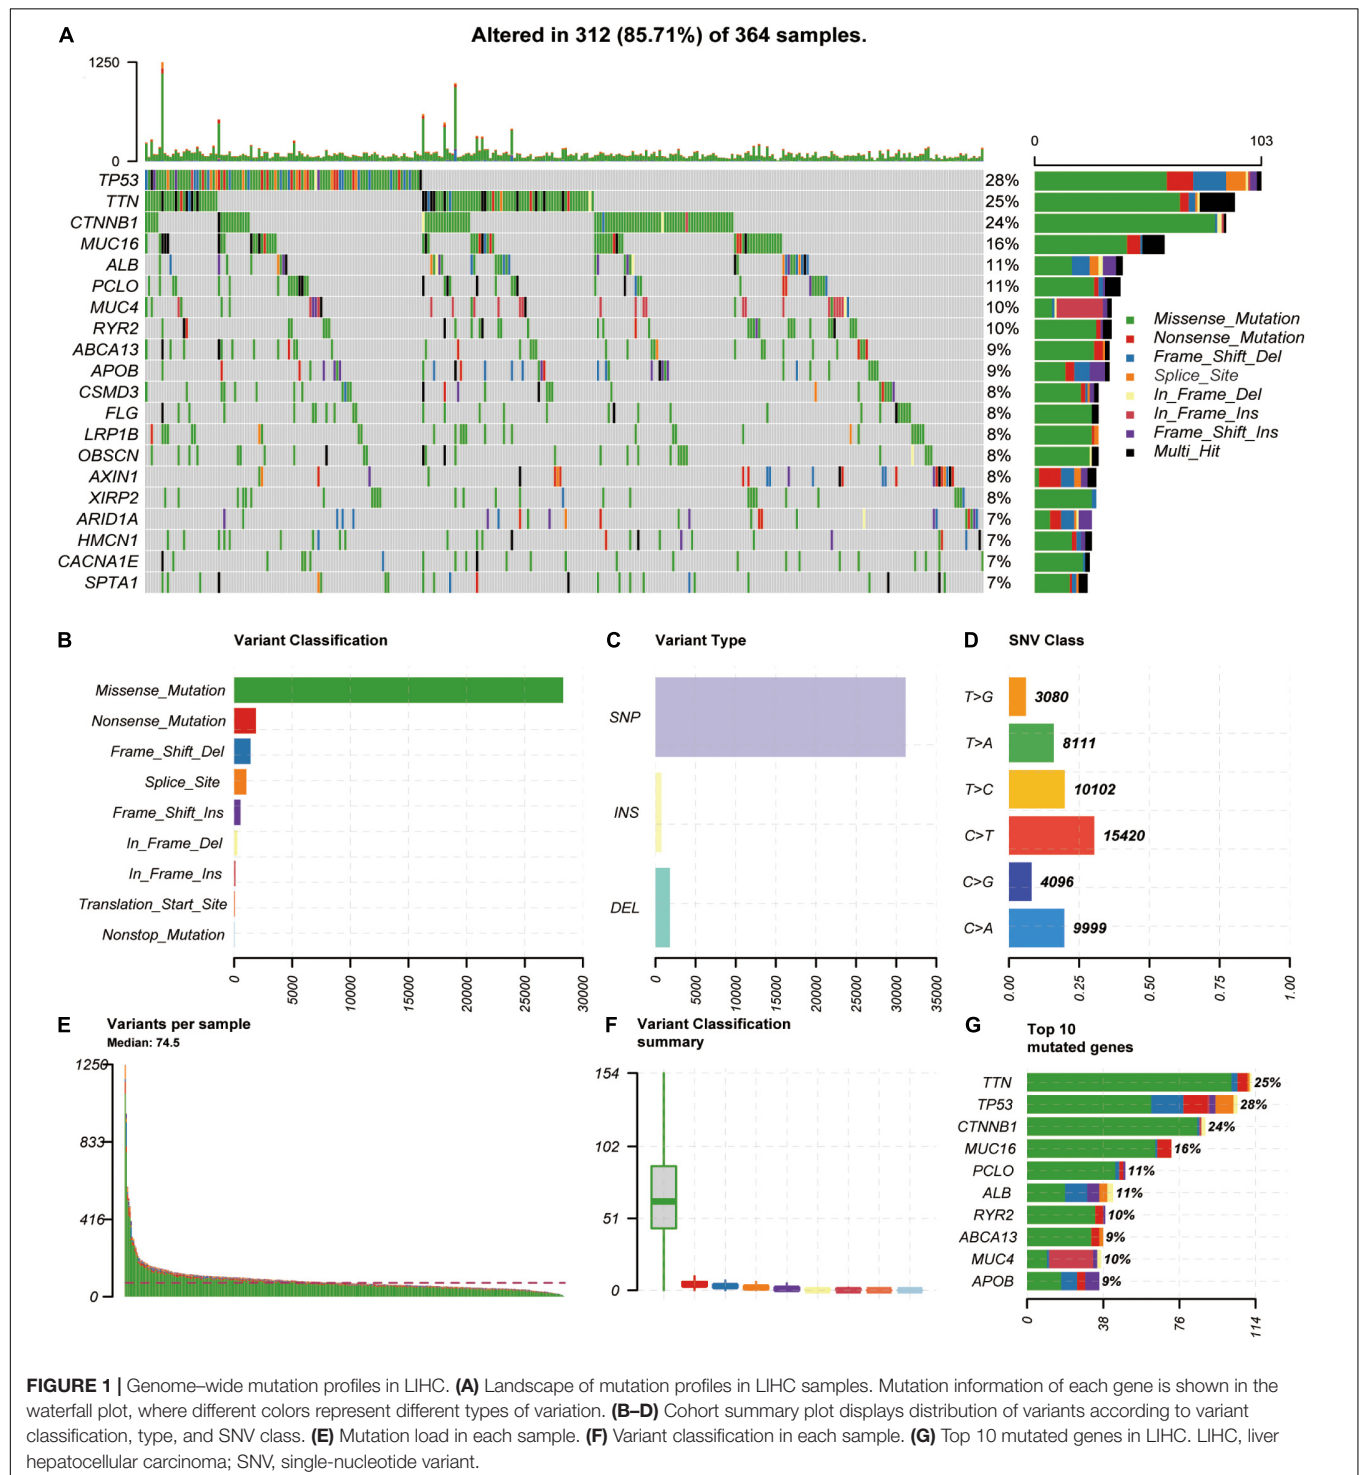 A
Altered in 312 (85.71%) of 364 samples.
1250
0
0 103
TP53 28%
TTN 25%
CTNNB1 24%
MUC16 16%
ALB 11%
PCLO 11%
MUC4 10%
RYR2 10%
ABCA13 9%
APOB 9%
CSMD3 8%
FLG 8%
LRP1B 8%
OBSCN 8%
AXIN1 8%
XIRP2 8%
ARID1A 7%
HMCN1 7%
CACNA1E 7%
SPTA1 7%
Missense_Mutation
Nonsense_Mutation
Frame_Shift_Del
Splice_Site
In_Frame_Del
In_Frame_Ins
Frame_Shift_Ins
Multi_Hit
B Variant Classification
Missense_Mutation
Nonsense_Mutation
Frame_Shift_Del
Splice_Site
Frame_Shift_Ins
In_Frame_Del
In_Frame_Ins
Translation_Start_Site
Nonstop_Mutation
0 5000 10000 15000 20000 25000 30000
C Variant Type
SNP
INS
DEL
0 5000 10000 15000 20000 25000 30000 35000
D SNV Class
T>G 3080
T>A 8111
T>C 10102
C>T 15420
C>G 4096
C>A 9999
0.00 0.25 0.50 0.75 1.00
E Variants per sample
Median: 74.5
1250
833
416
0
F Variant Classification
summary
154
102
51
0
G Top 10
mutated genes
TTN 25%
TP53 28%
CTNNB1 24%
MUC16 16%
PCLO 11%
ALB 11%
RYR2 10%
ABCA13 9%
MUC4 10%
APOB 9%
0 38 76 114
FIGURE 1 | Genome–wide mutation profiles in LIHC. (A) Landscape of mutation profiles in LIHC samples. Mutation information of each gene is shown in the
waterfall plot, where different colors represent different types of variation. (B–D) Cohort summary plot displays distribution of variants according to variant
classification, type, and SNV class. (E) Mutation load in each sample. (F) Variant classification in each sample. (G) Top 10 mutated genes in LIHC. LIHC, liver
hepatocellular carcinoma; SNV, single-nucleotide variant.